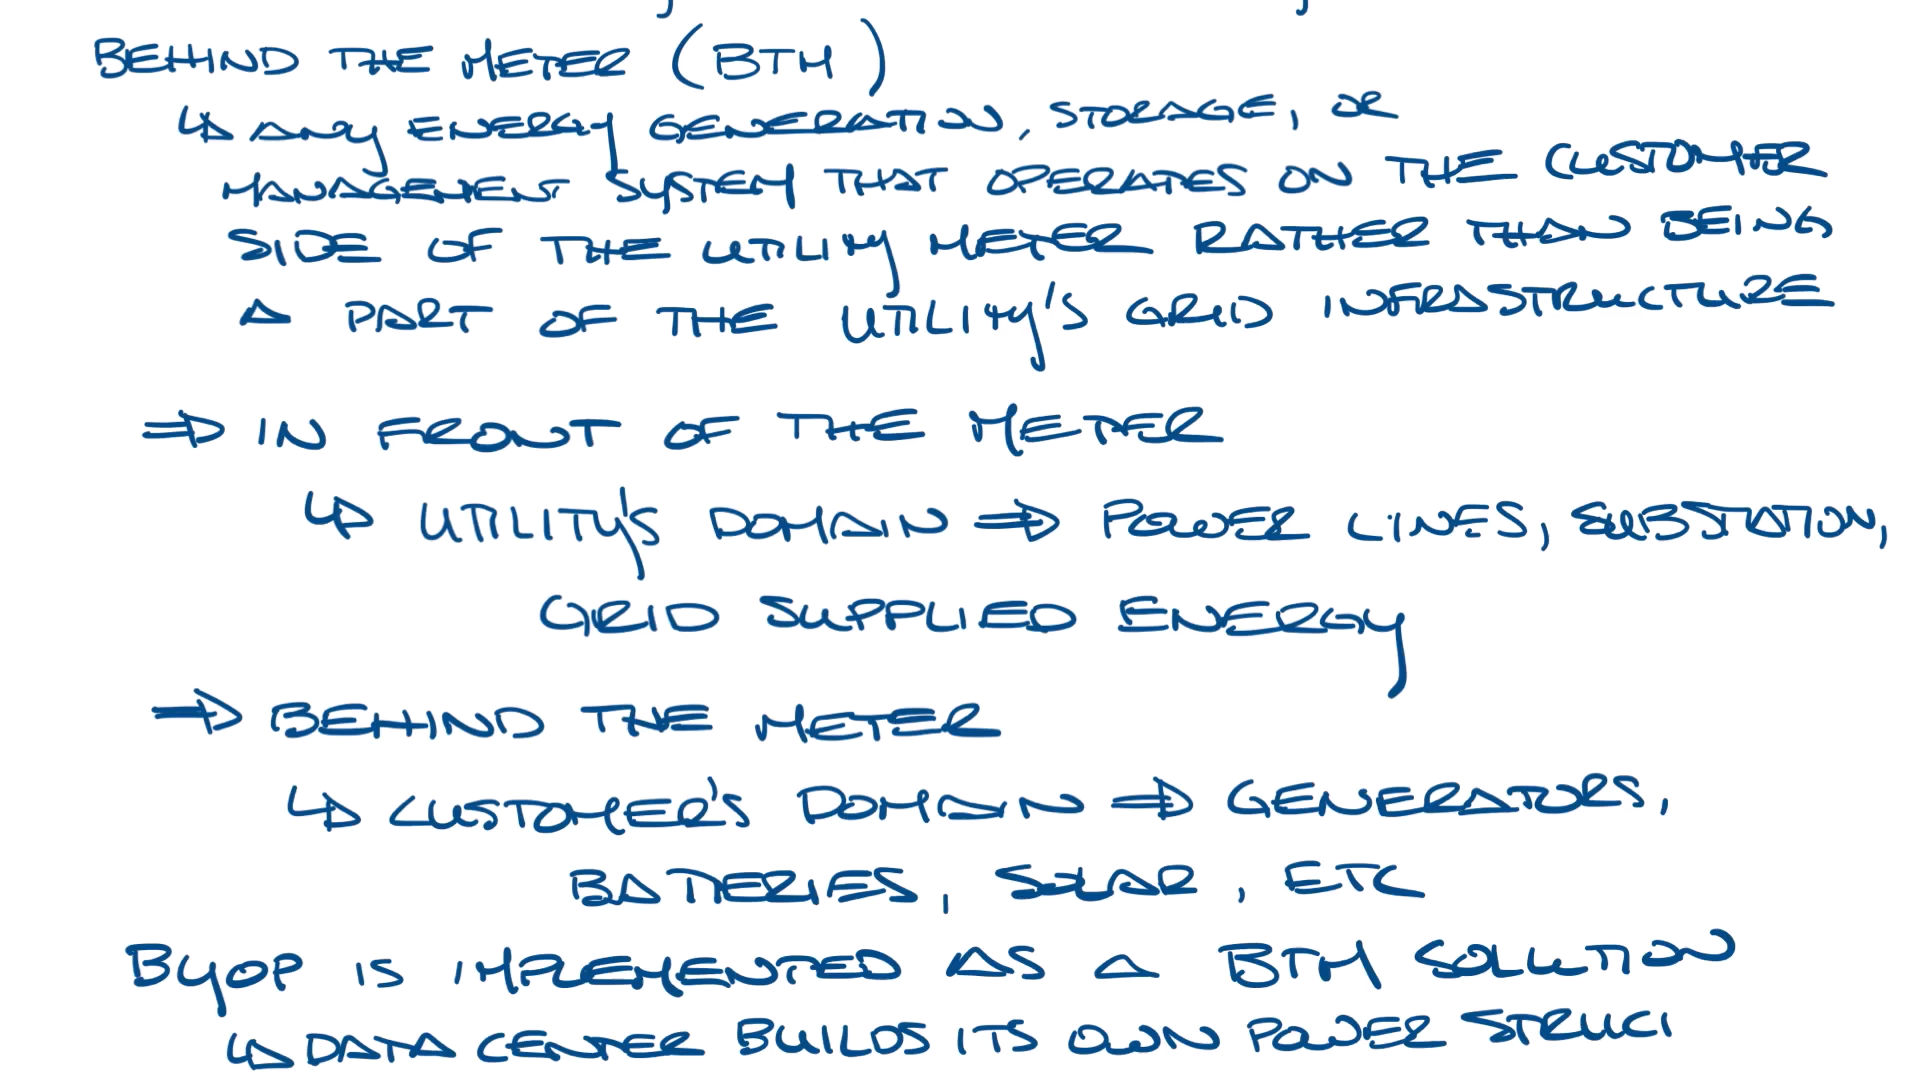 BEHIND THE METER (BTM)
↳ ANY ENERGY GENERATION, STORAGE, OR
MANAGEMENT SYSTEM THAT OPERATES ON THE CUSTOMER
SIDE OF THE UTILITY METER RATHER THAN BEING
A PART OF THE UTILITY'S GRID INFRASTRUCTURE
⇒ IN FRONT OF THE METER
↳ UTILITY'S DOMAIN ⇒ POWER LINES, SUBSTATION,
GRID SUPPLIED ENERGY
⇒ BEHIND THE METER
↳ CUSTOMER'S DOMAIN ⇒ GENERATORS,
BATTERIES, SOLAR, ETC
BYOP IS IMPLEMENTED AS A BTM SOLUTION
↳ DATA CENTER BUILDS ITS OWN POWER STRUCT